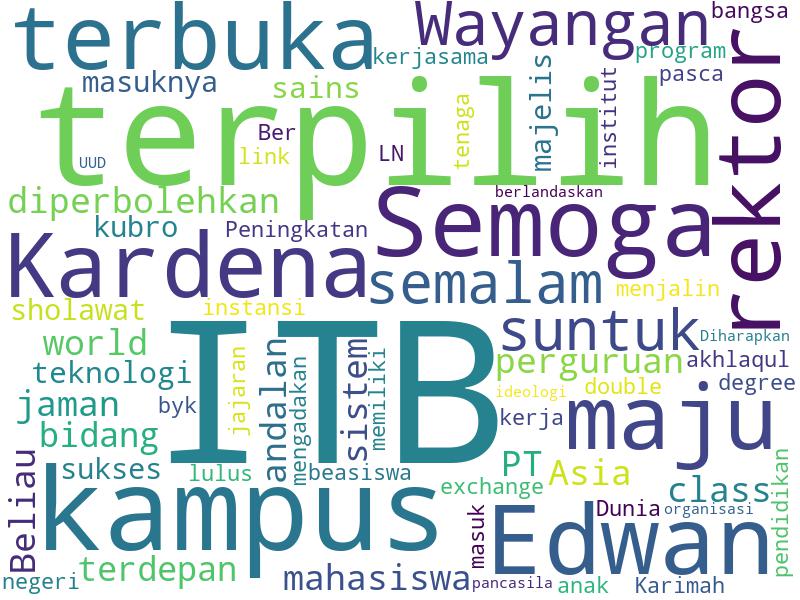 terbuka
Wayangan
bangsa
kerjasama
program
masuknya
sains
pasca
terpilih
rektor
majelis
institut
tenaga
Ber
link
LN
UUD
diperbolehkan
berlandaskan
Semoga
kubro
Peningkatan
Kardena
semalam
menjalin
sholawat
instansi
ITB
suntuk
Diharapkan
world
perguruan
akhlaqul
teknologi
jajaran
andalan
mengadakan
sistem
memiliki
ideologi
double
degree
jaman
byk
kerja
maju
bidang
Beliau
sukses
lulus
beasiswa
PT
Asia
kampus
exchange
class
pendidikan
masuk
Edwan
Dunia
organisasi
negeri
terdepan
mahasiswa
pancasila
anak
Karimah